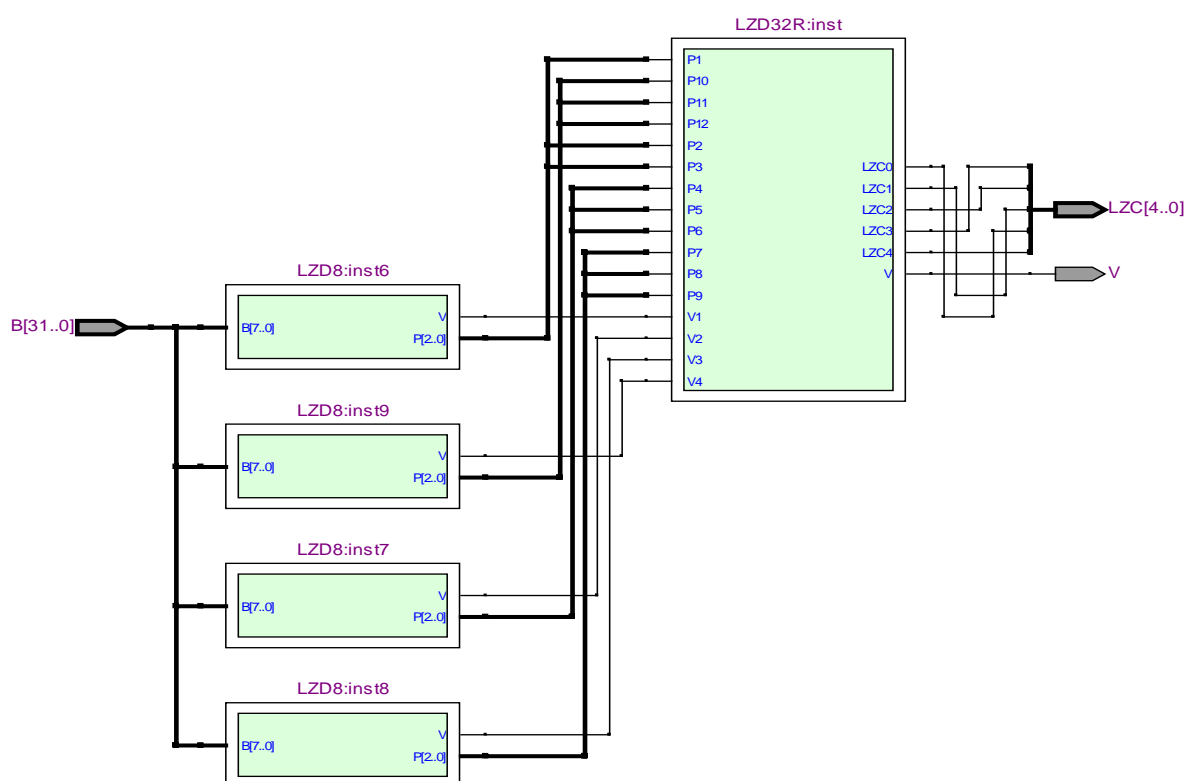 LZD32R:inst
P1
P10
P11
P12
P2
P3
P4
P5
P6
P7
P8
P9
V1
V2
V3
V4
LZC0
LZC1
LZC2
LZC3
LZC4
V
LZC[4..0]
V
B[31..0]
LZD8:inst6
B[7..0]
V
P[2..0]
LZD8:inst9
B[7..0]
V
P[2..0]
LZD8:inst7
B[7..0]
V
P[2..0]
LZD8:inst8
B[7..0]
V
P[2..0]